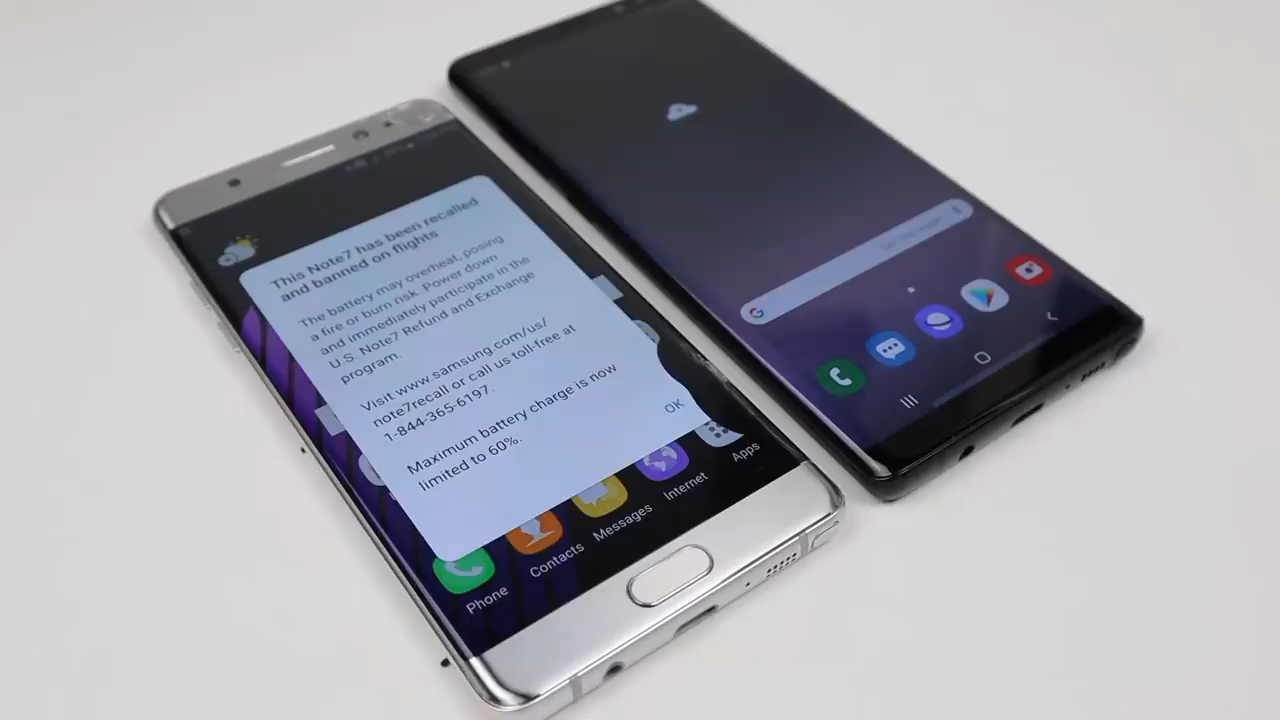 This Note7 has been recalled
and banned on flights
The battery may overheat, posing
a fire or burn risk. Power down
and immediately participate in the
U.S. Note7 Refund and Exchange
program.
Visit www.samsung.com/us/
note7recall or call us toll-free at
1-844-365-6197.
Maximum battery charge is now
limited to 60%.
OK
Phone
Contacts
Messages
Internet
Apps
G